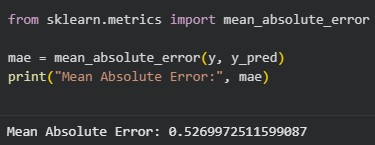 from sklearn.metrics import mean_absolute_error
mae = mean_absolute_error(y, y_pred)
print("Mean Absolute Error:", mae)
Mean Absolute Error: 0.5269972511599087